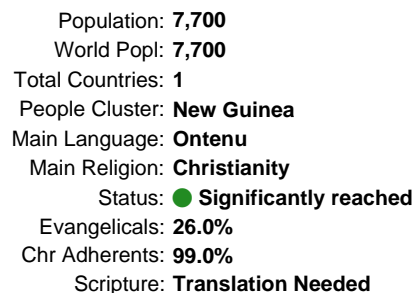 Population: 7,700
World Popl: 7,700
Total Countries: 1
People Cluster: New Guinea
Main Language: Ontenu
Main Religion: Christianity
Status: Significantly reached
Evangelicals: 26.0%
Chr Adherents: 99.0%
Scripture: Translation Needed